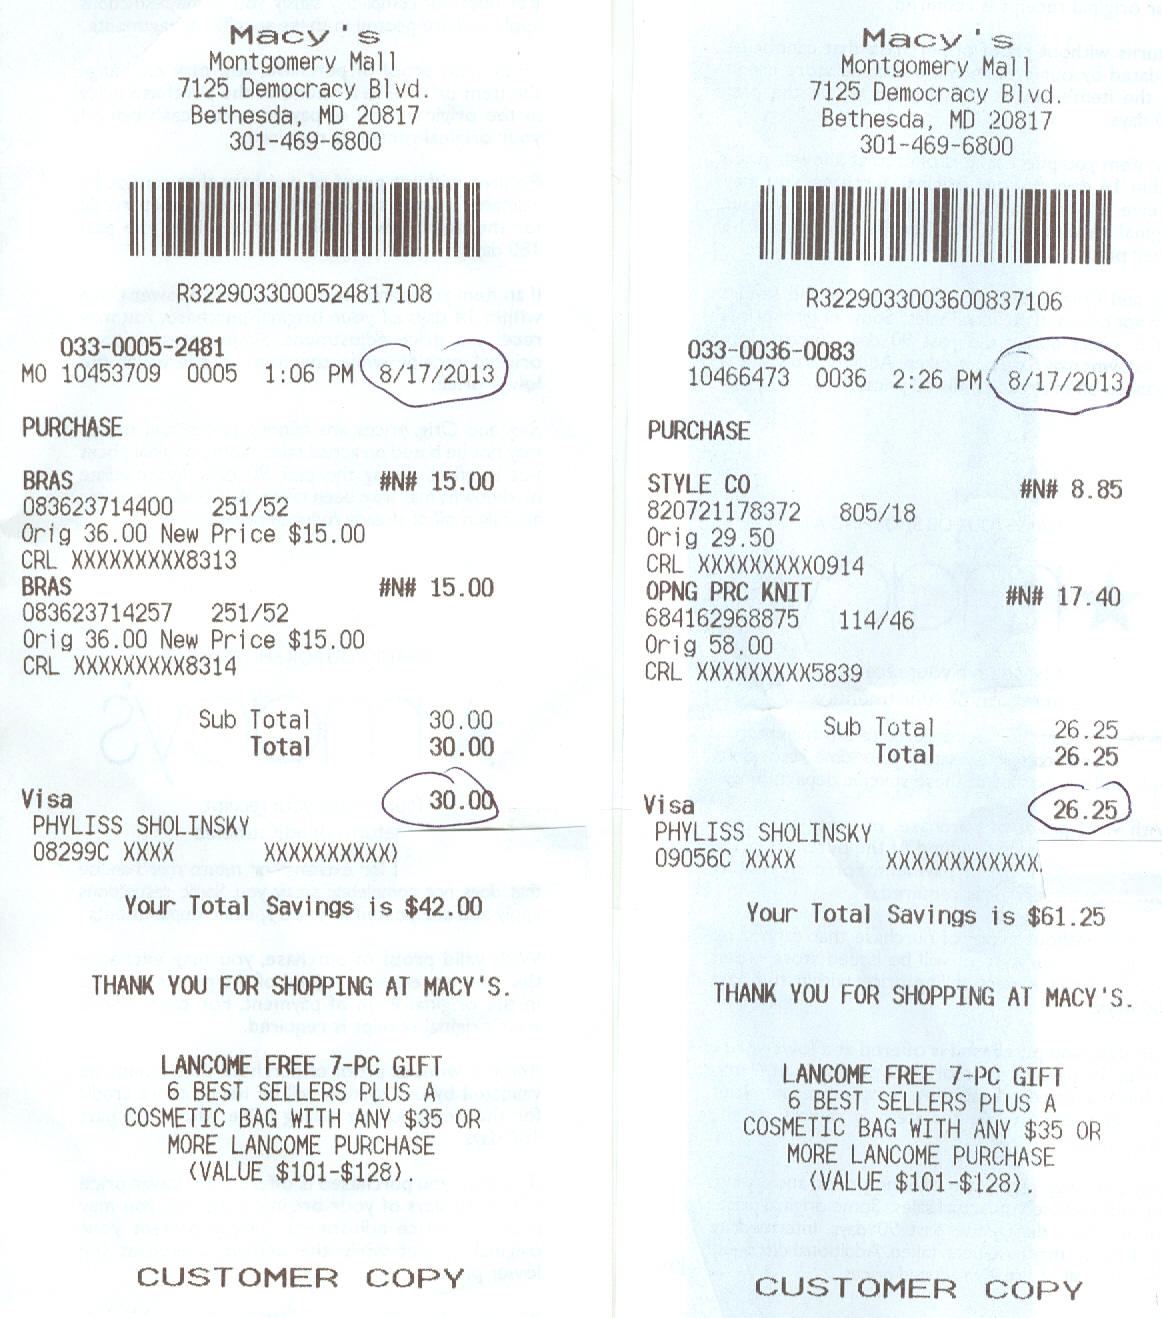 Macy's
Montgomery Mall
7125 Democracy Blvd.
Bethesda, MD 20817
301-469-6800
R32290330000524817108
033-0005-2481
MO 10453709 0005 1:06 PM 8/17/2013
PURCHASE
BRAS #N# 15.00
083623714400 251/52
Orig 36.00 New Price $15.00
CRL XXXXXXXXX8313
BRAS #N# 15.00
083623714257 251/52
Orig 36.00 New Price $15.00
CRL XXXXXXXXX8314
Sub Total 30.00
Total 30.00
Visa 30.00
PHYLISS SHOLINSKY
08299C XXXX XXXXXXXXXX)
Your Total Savings is $42.00
THANK YOU FOR SHOPPING AT MACY'S.
LANCOME FREE 7-PC GIFT
6 BEST SELLERS PLUS A
COSMETIC BAG WITH ANY $35 OR
MORE LANCOME PURCHASE
(VALUE $101-$128).
CUSTOMER COPY
Macy's
Montgomery Mall
7125 Democracy Blvd.
Bethesda, MD 20817
301-469-6800
R32290330003600837106
033-0036-0083
10466473 0036 2:26 PM 8/17/2013
PURCHASE
STYLE CO #N# 8.85
820721178372 805/18
Orig 29.50
CRL XXXXXXXXX0914
OPNG PRC KNIT #N# 17.40
684162968875 114/46
Orig 58.00
CRL XXXXXXXXX5839
Sub Total 26.25
Total 26.25
Visa 26.25
PHYLISS SHOLINSKY
09056C XXXX XXXXXXXXXXXX
Your Total Savings is $61.25
THANK YOU FOR SHOPPING AT MACY'S.
LANCOME FREE 7-PC GIFT
6 BEST SELLERS PLUS A
COSMETIC BAG WITH ANY $35 OR
MORE LANCOME PURCHASE
(VALUE $101-$128).
CUSTOMER COPY